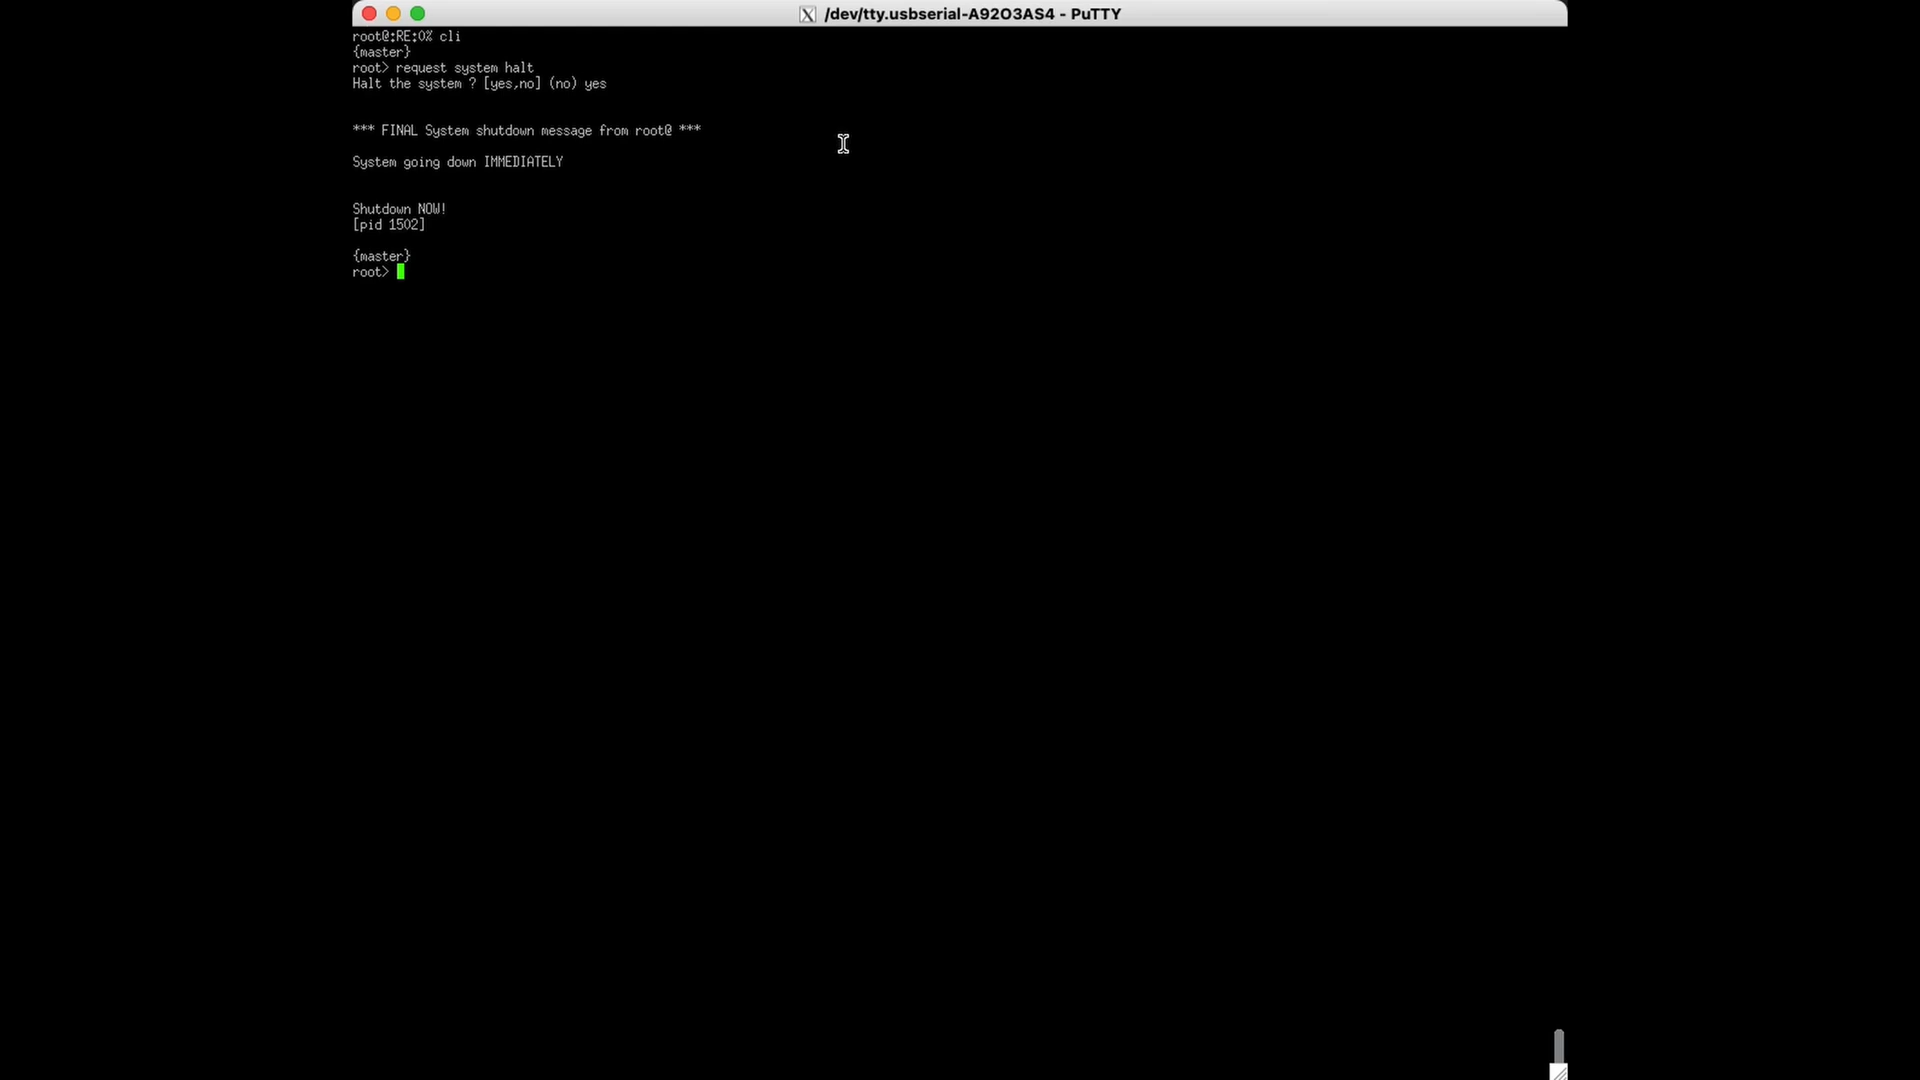 /dev/tty.usbserial-A92O3AS4 - PuTTY
root@:RE:0% cli
{master}
root> request system halt
Halt the system ? [yes,no] (no) yes
*** FINAL System shutdown message from root@ ***
System going down IMMEDIATELY
Shutdown NOW!
[pid 1502]
{master}
root>